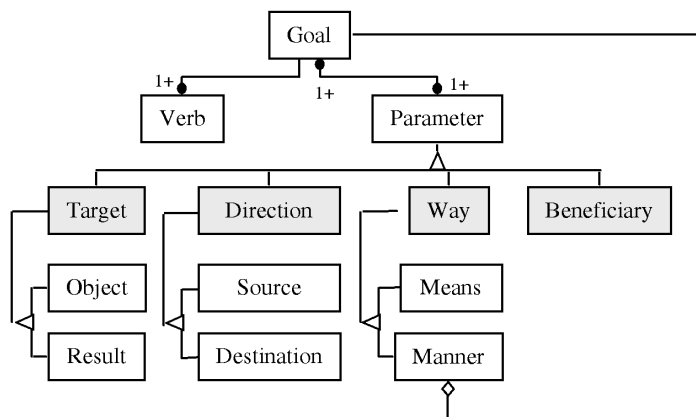 Goal
1+
1+
1+
Verb
Parameter
Target
Direction
Way
Beneficiary
Object
Source
Means
Result
Destination
Manner